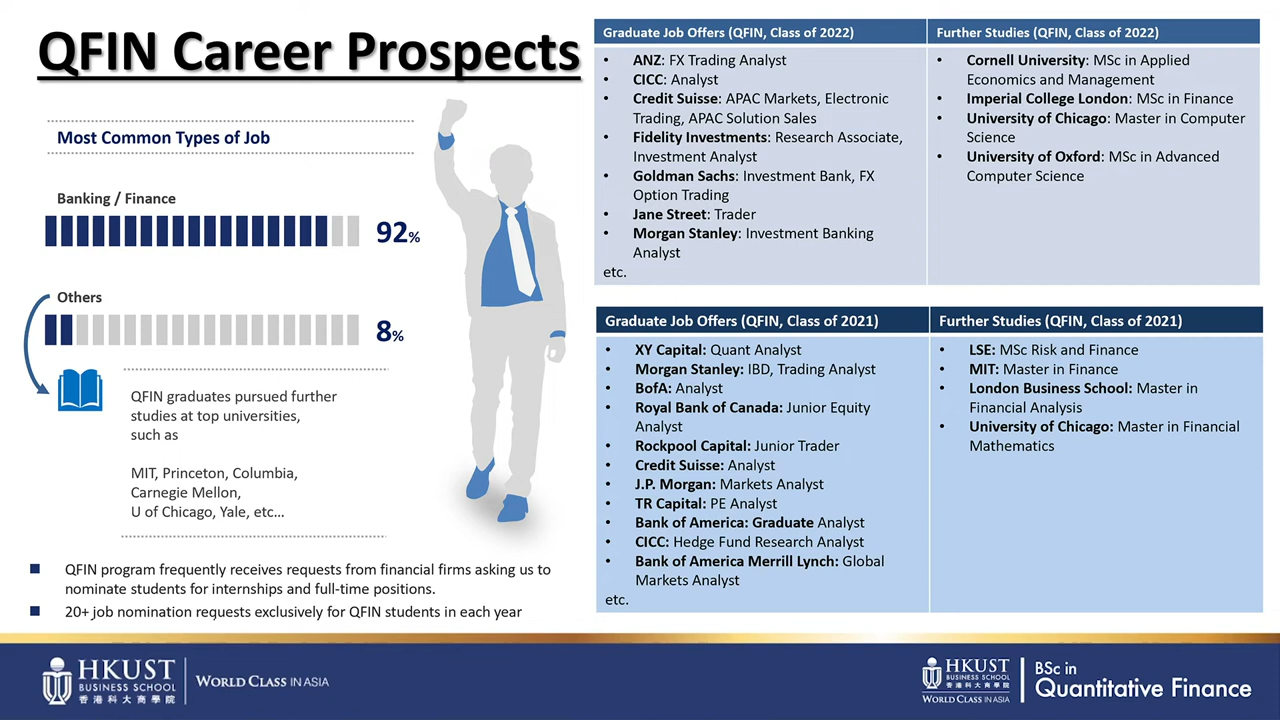 QFIN Career Prospects
Most Common Types of Job
Banking / Finance
92%
Others
8%
QFIN graduates pursued further
studies at top universities,
such as
MIT, Princeton, Columbia,
Carnegie Mellon,
U of Chicago, Yale, etc...
▪ QFIN program frequently receives requests from financial firms asking us to
nominate students for internships and full-time positions.
▪ 20+ job nomination requests exclusively for QFIN students in each year
Graduate Job Offers (QFIN, Class of 2022)
• ANZ: FX Trading Analyst
• CICC: Analyst
• Credit Suisse: APAC Markets, Electronic
Trading, APAC Solution Sales
• Fidelity Investments: Research Associate,
Investment Analyst
• Goldman Sachs: Investment Bank, FX
Option Trading
• Jane Street: Trader
• Morgan Stanley: Investment Banking
Analyst
etc.
Further Studies (QFIN, Class of 2022)
• Cornell University: MSc in Applied
Economics and Management
• Imperial College London: MSc in Finance
• University of Chicago: Master in Computer
Science
• University of Oxford: MSc in Advanced
Computer Science
Graduate Job Offers (QFIN, Class of 2021)
• XY Capital: Quant Analyst
• Morgan Stanley: IBD, Trading Analyst
• BofA: Analyst
• Royal Bank of Canada: Junior Equity
Analyst
• Rockpool Capital: Junior Trader
• Credit Suisse: Analyst
• J.P. Morgan: Markets Analyst
• TR Capital: PE Analyst
• Bank of America: Graduate Analyst
• CICC: Hedge Fund Research Analyst
• Bank of America Merrill Lynch: Global
Markets Analyst
etc.
Further Studies (QFIN, Class of 2021)
• LSE: MSc Risk and Finance
• MIT: Master in Finance
• London Business School: Master in
Financial Analysis
• University of Chicago: Master in Financial
Mathematics
HKUST
BUSINESS SCHOOL
香港科大商學院
WORLD CLASS IN ASIA
HKUST
BUSINESS SCHOOL
香港科大商學院
WORLD CLASS IN ASIA
BSc in
Quantitative Finance